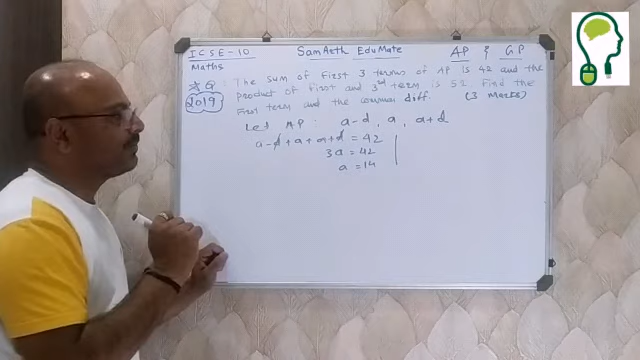 ICSE-10 SamArth EduMate AP & GP
Maths
Q: The sum of first 3 terms of AP is 42 and the
2019 product of first and 3rd term is 52. Find the
First term and the common diff. (3 Marks)
Let AP: a-d, a, a+d
a-d+a+a+d = 42
3a = 42
a = 14